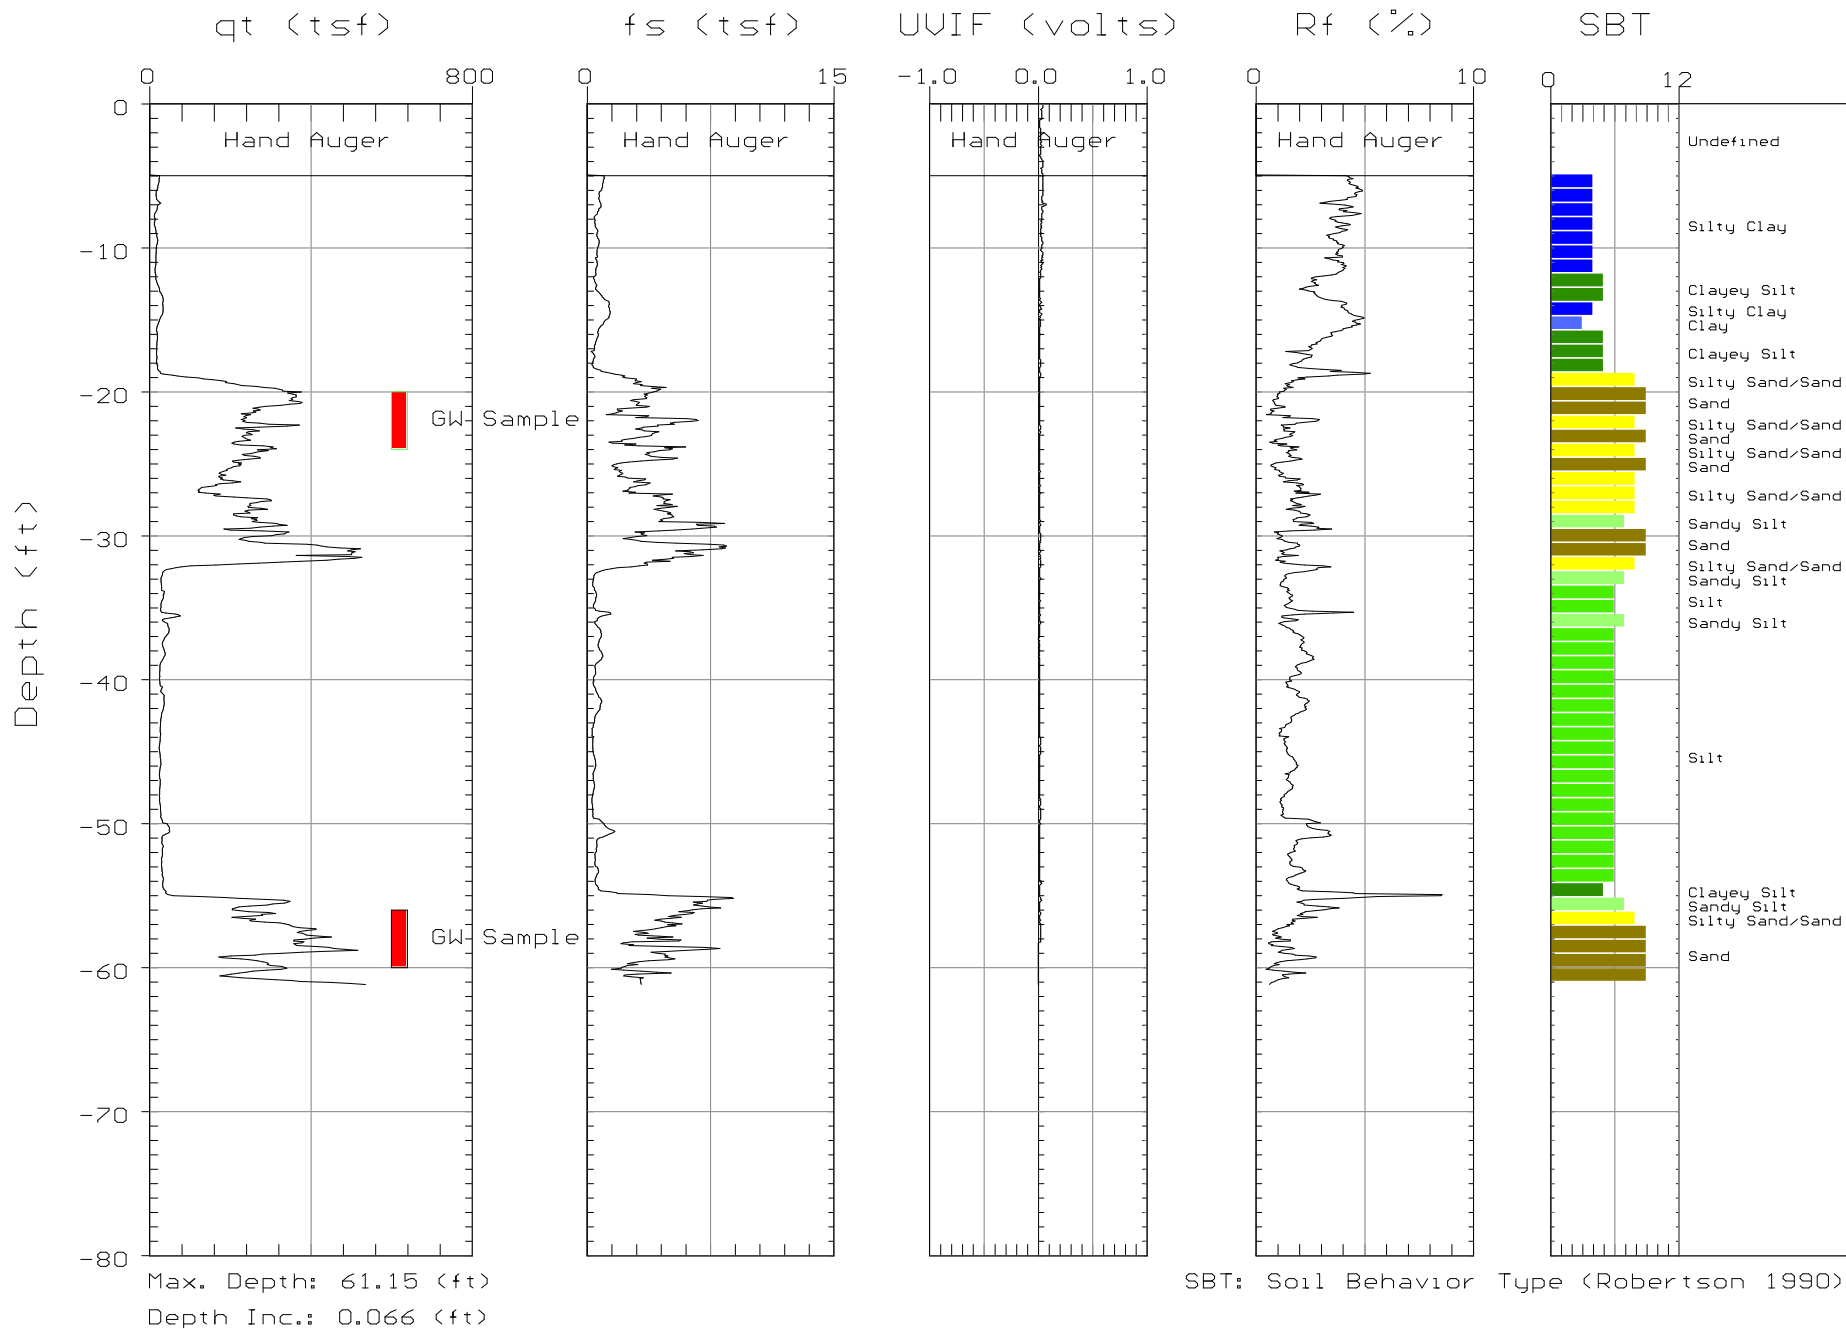 qt (tsf) fs (tsf) UVIF (volts) Rf (%) SBT
0 800 0 15 -1.0 0.0 1.0 0 10 0 12
0
Hand Auger Hand Auger Hand Auger Hand Auger Undefined
Silty Clay
-10
Clayey Silt
Silty Clay
Clay
Clayey Silt
Silty Sand/Sand
-20
Sand
GW Sample
Silty Sand/Sand
Sand
Silty Sand/Sand
Sand
Silty Sand/Sand
Sandy Silt
-30
Sand
Silty Sand/Sand
Sandy Silt
Silt
Sandy Silt
Depth (ft)
-40
Silt
-50
Clayey Silt
Sandy Silt
Silty Sand/Sand
GW Sample
Sand
-60
-70
-80
Max. Depth: 61.15 (ft)
Depth Inc.: 0.066 (ft)
SBT: Soil Behavior Type (Robertson 1990)